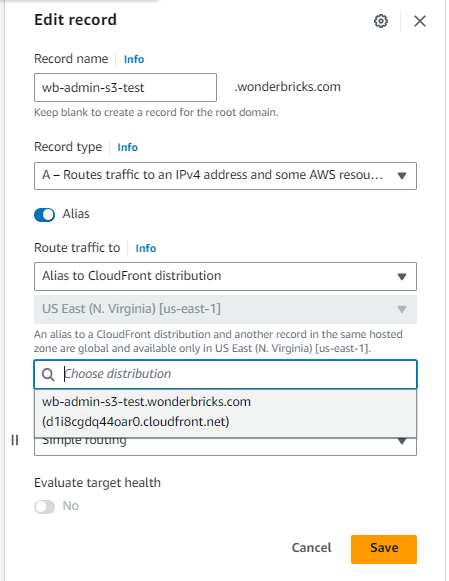 Edit record
Record name Info
wb-admin-s3-test .wonderbricks.com
Keep blank to create a record for the root domain.
Record type Info
A – Routes traffic to an IPv4 address and some AWS resou...
Alias
Route traffic to Info
Alias to CloudFront distribution
US East (N. Virginia) [us-east-1]
An alias to a CloudFront distribution and another record in the same hosted
zone are global and available only in US East (N. Virginia) [us-east-1].
Choose distribution
wb-admin-s3-test.wonderbricks.com
(d1i8cgdq44oar0.cloudfront.net)
Simple routing
Evaluate target health
No
Cancel Save